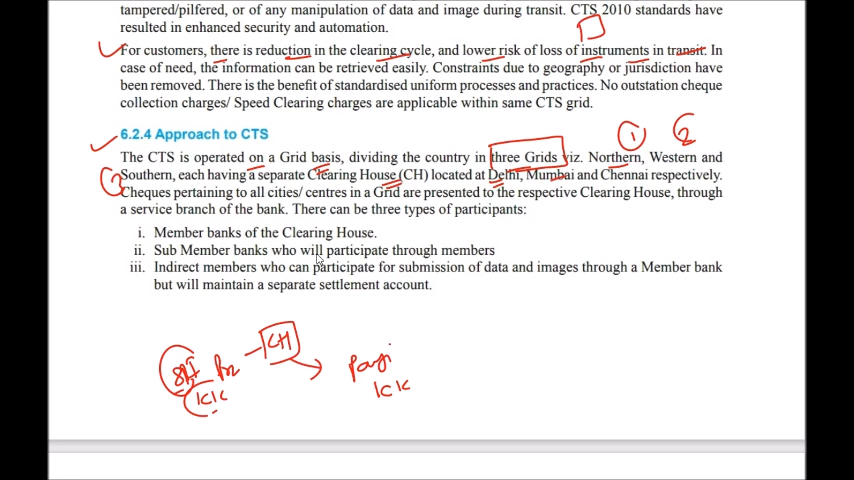 tampered/pilfered, or of any manipulation of data and image during transit. CTS 2010 standards have
resulted in enhanced security and automation.
For customers, there is reduction in the clearing cycle, and lower risk of loss of instruments in transit. In
case of need, the information can be retrieved easily. Constraints due to geography or jurisdiction have
been removed. There is the benefit of standardised uniform processes and practices. No outstation cheque
collection charges/ Speed Clearing charges are applicable within same CTS grid.
① ②
6.2.4 Approach to CTS
The CTS is operated on a Grid basis, dividing the country in three Grids viz. Northern, Western and
③ Southern, each having a separate Clearing House (CH) located at Delhi, Mumbai and Chennai respectively.
Cheques pertaining to all cities/ centres in a Grid are presented to the respective Clearing House, through
a service branch of the bank. There can be three types of participants:
i. Member banks of the Clearing House.
ii. Sub Member banks who will participate through members
iii. Indirect members who can participate for submission of data and images through a Member bank
but will maintain a separate settlement account.
CH